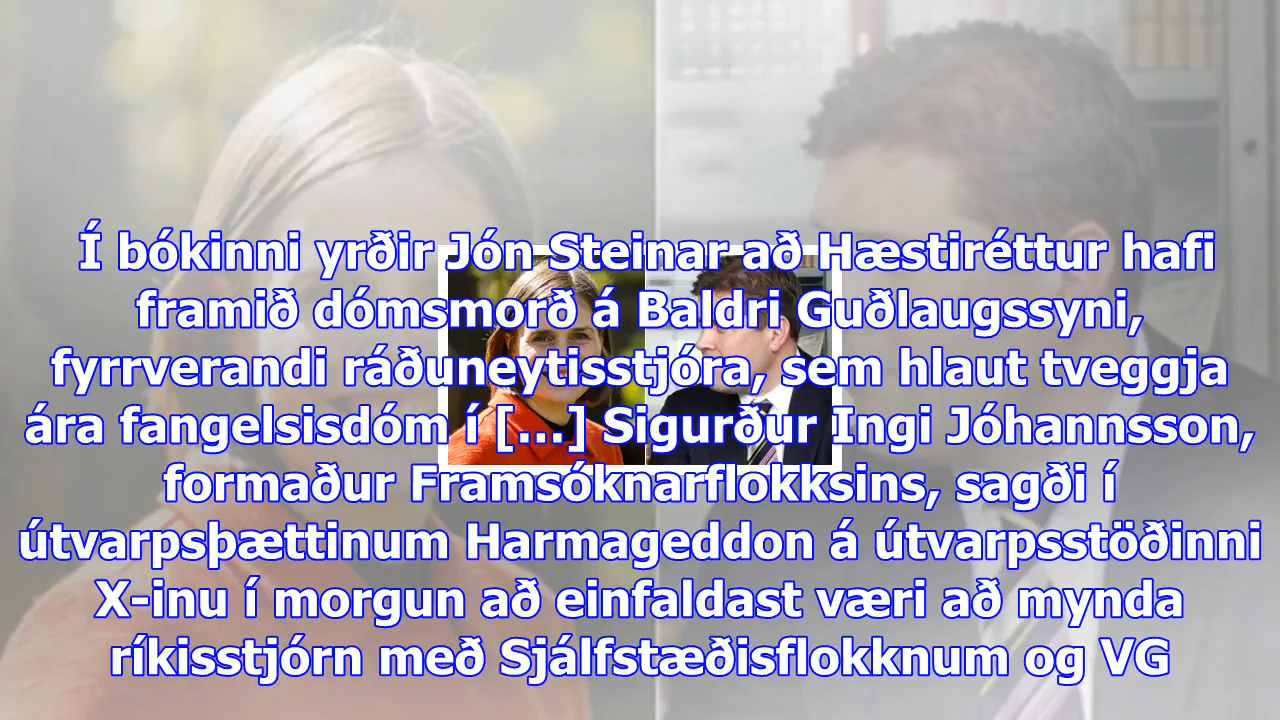 Í bókinni yrðir Jón Steinar að Hæstiréttur hafi
framið dómsmorð á Baldri Guðlaugssyni,
fyrrverandi ráðuneytisstjóra, sem hlaut tveggja
ára fangelsisdóm í [...] Sigurður Ingi Jóhannsson,
formaður Framsóknarflokksins, sagði í
útvarpsþættinum Harmageddon á útvarpsstöðinni
X-inu í morgun að einfaldast væri að mynda
ríkisstjórn með Sjálfstæðisflokknum og VG